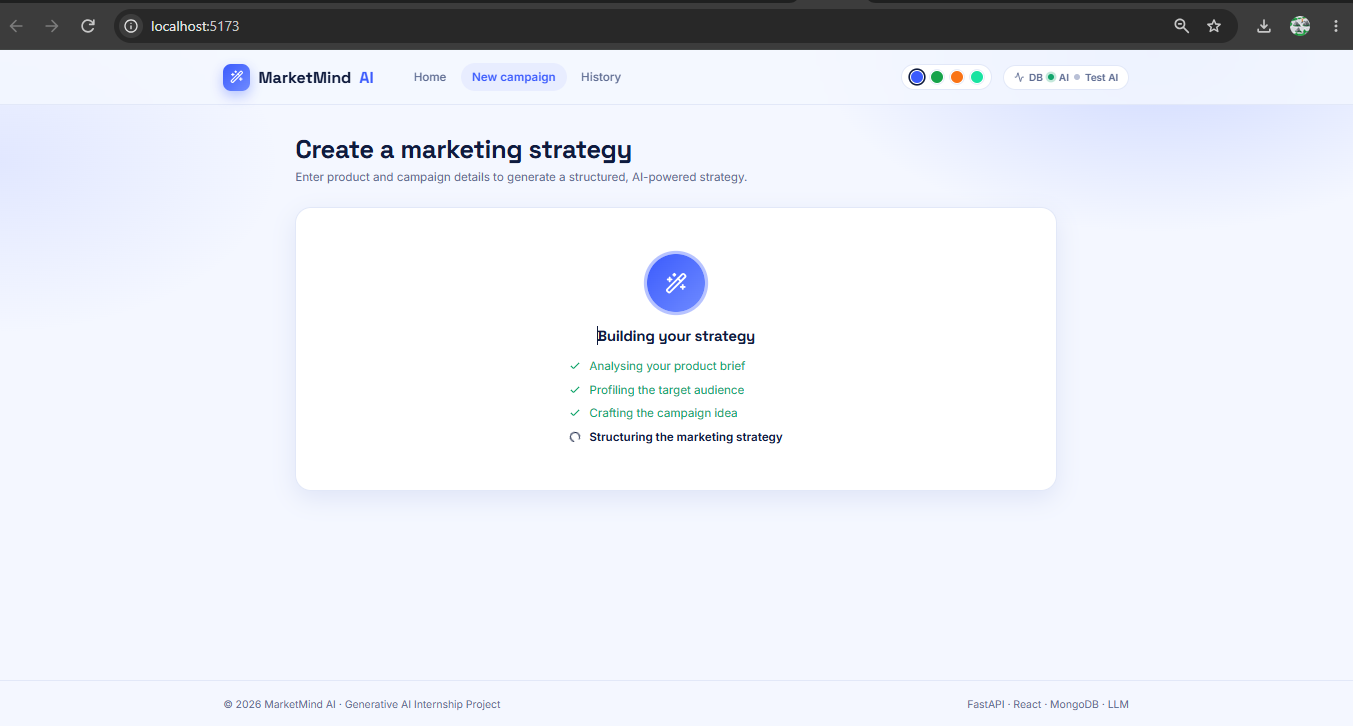 localhost:5173
MarketMind AI
Home
New campaign
History
DB
AI
Test AI
Create a marketing strategy
Enter product and campaign details to generate a structured, AI-powered strategy.
Building your strategy
Analysing your product brief
Profiling the target audience
Crafting the campaign idea
Structuring the marketing strategy
© 2026 MarketMind AI · Generative AI Internship Project
FastAPI · React · MongoDB · LLM